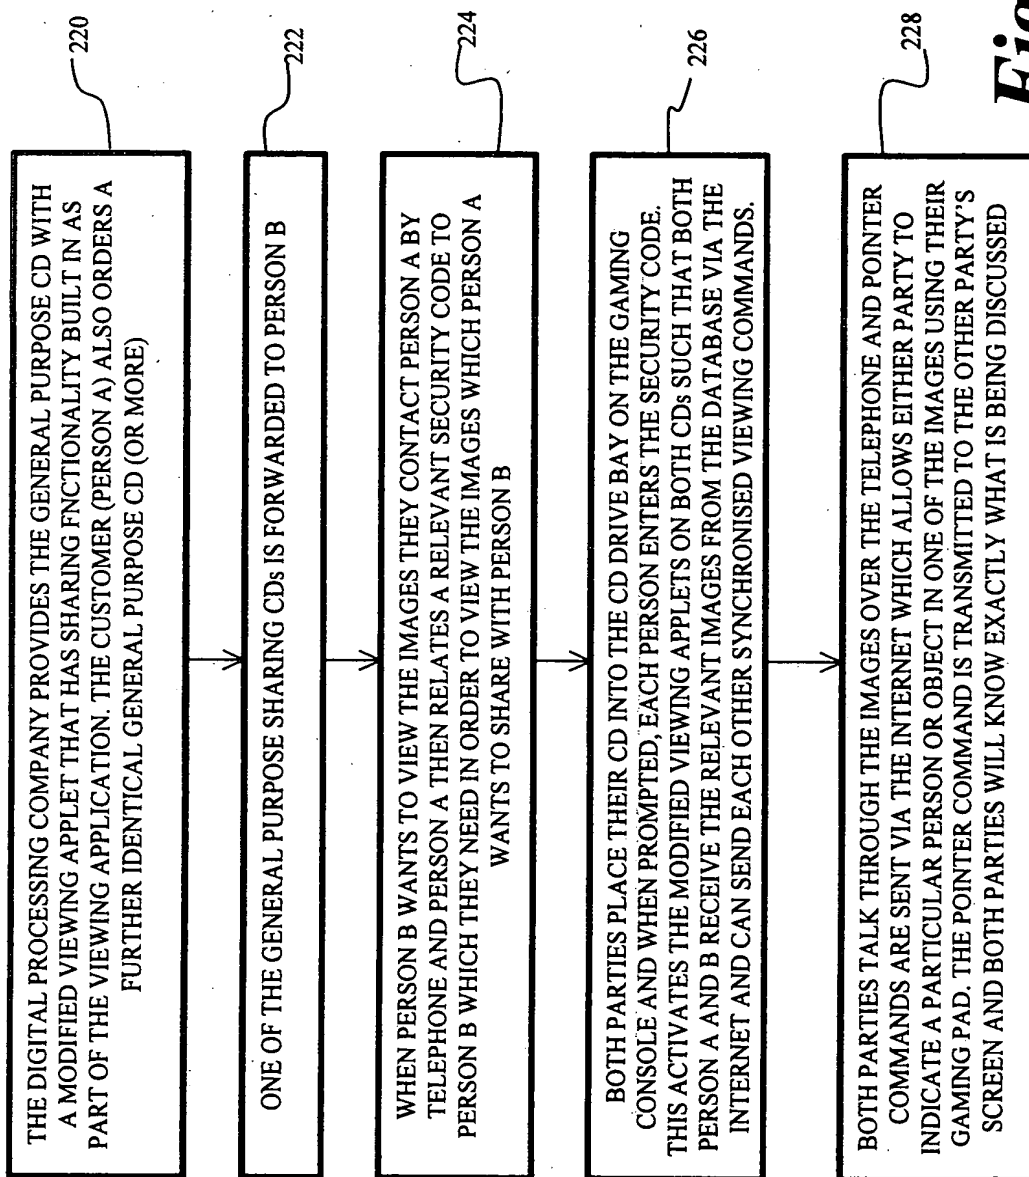 THE DIGITAL PROCESSING COMPANY PROVIDES THE GENERAL PURPOSE CD WITH
A MODIFIED VIEWING APPLET THAT HAS SHARING FNCTIONALITY BUILT IN AS
PART OF THE VIEWING APPLICATION. THE CUSTOMER (PERSON A) ALSO ORDERS A
FURTHER IDENTICAL GENERAL PURPOSE CD (OR MORE)
220
ONE OF THE GENERAL PURPOSE SHARING CDs IS FORWARDED TO PERSON B
222
WHEN PERSON B WANTS TO VIEW THE IMAGES THEY CONTACT PERSON A BY
TELEPHONE AND PERSON A THEN RELATES A RELEVANT SECURITY CODE TO
PERSON B WHICH THEY NEED IN ORDER TO VIEW THE IMAGES WHICH PERSON A
WANTS TO SHARE WITH PERSON B
224
BOTH PARTIES PLACE THEIR CD INTO THE CD DRIVE BAY ON THE GAMING
CONSOLE AND WHEN PROMPTED, EACH PERSON ENTERS THE SECURITY CODE.
THIS ACTIVATES THE MODIFIED VIEWING APPLETS ON BOTH CDs SUCH THAT BOTH
PERSON A AND B RECEIVE THE RELEVANT IMAGES FROM THE DATABASE VIA THE
INTERNET AND CAN SEND EACH OTHER SYNCHRONISED VIEWING COMMANDS.
226
BOTH PARTIES TALK THROUGH THE IMAGES OVER THE TELEPHONE AND POINTER
COMMANDS ARE SENT VIA THE INTERNET WHICH ALLOWS EITHER PARTY TO
INDICATE A PARTICULAR PERSON OR OBJECT IN ONE OF THE IMAGES USING THEIR
GAMING PAD. THE POINTER COMMAND IS TRANSMITTED TO THE OTHER PARTY'S
SCREEN AND BOTH PARTIES WILL KNOW EXACTLY WHAT IS BEING DISCUSSED
228